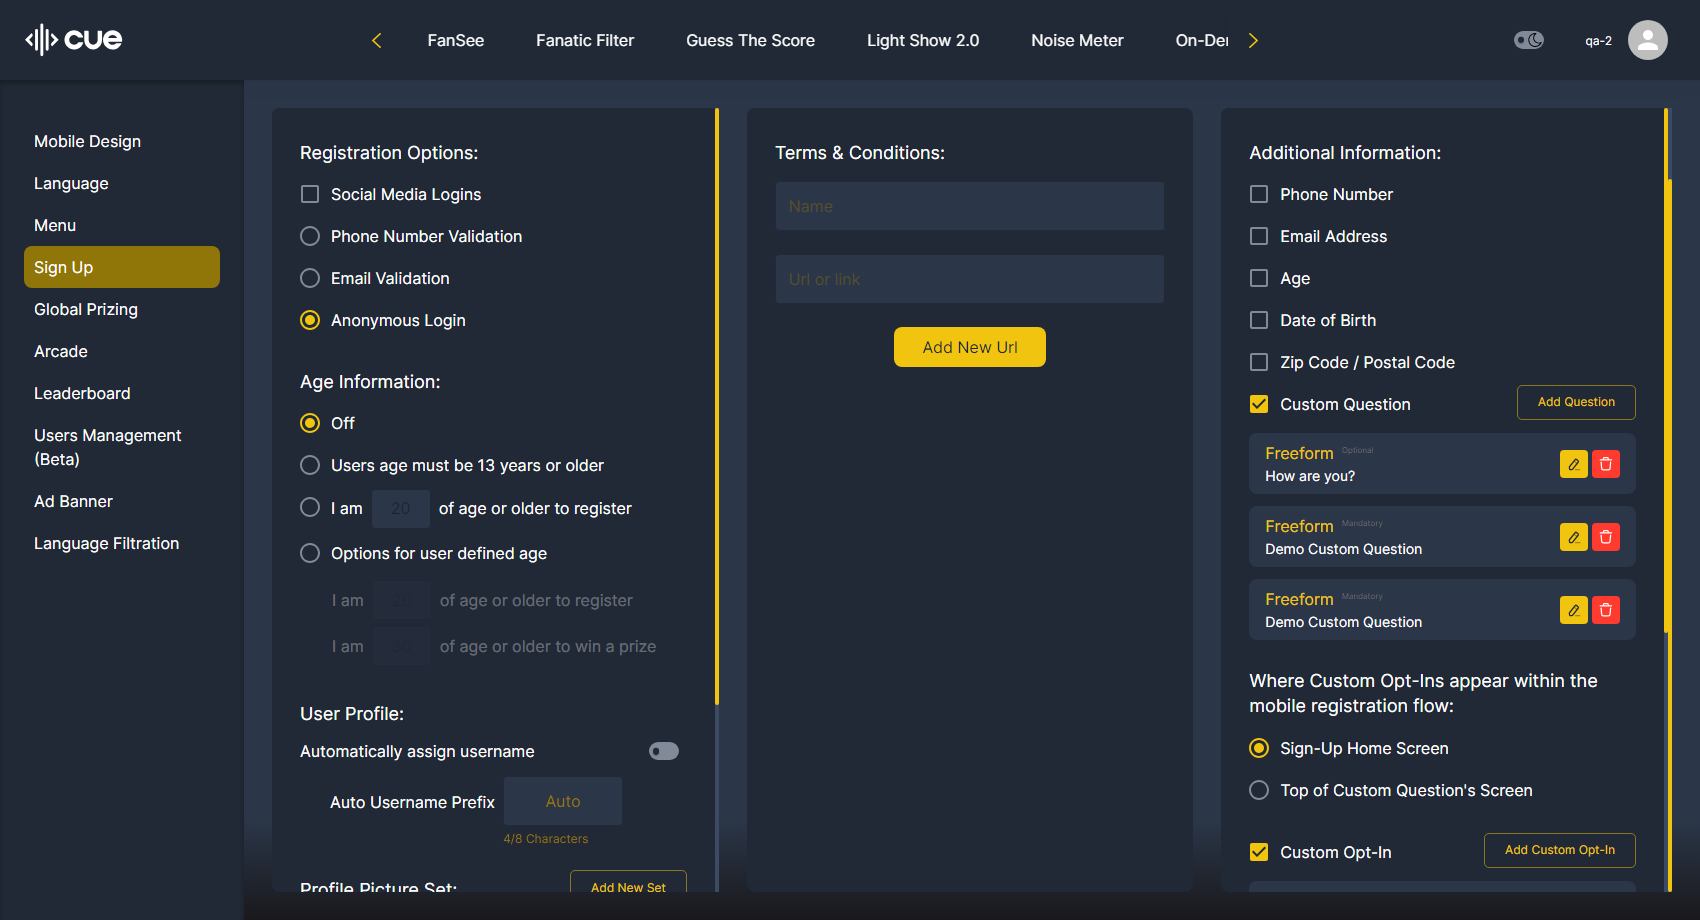 cue
FanSee
Fanatic Filter
Guess The Score
Light Show 2.0
Noise Meter
On-Der
qa-2
Mobile Design
Language
Menu
Sign Up
Global Prizing
Arcade
Leaderboard
Users Management
(Beta)
Ad Banner
Language Filtration
Registration Options:
Social Media Logins
Phone Number Validation
Email Validation
Anonymous Login
Age Information:
Off
Users age must be 13 years or older
I am 20 of age or older to register
Options for user defined age
I am of age or older to register
I am 30 of age or older to win a prize
User Profile:
Automatically assign username
Auto Username Prefix Auto
4/8 Characters
Profile Picture Set: Add New Set
Terms & Conditions:
Name
Url or link
Add New Url
Additional Information:
Phone Number
Email Address
Age
Date of Birth
Zip Code / Postal Code
Custom Question Add Question
Freeform Optional
How are you?
Freeform Mandatory
Demo Custom Question
Freeform Mandatory
Demo Custom Question
Where Custom Opt-Ins appear within the
mobile registration flow:
Sign-Up Home Screen
Top of Custom Question's Screen
Custom Opt-In Add Custom Opt-In